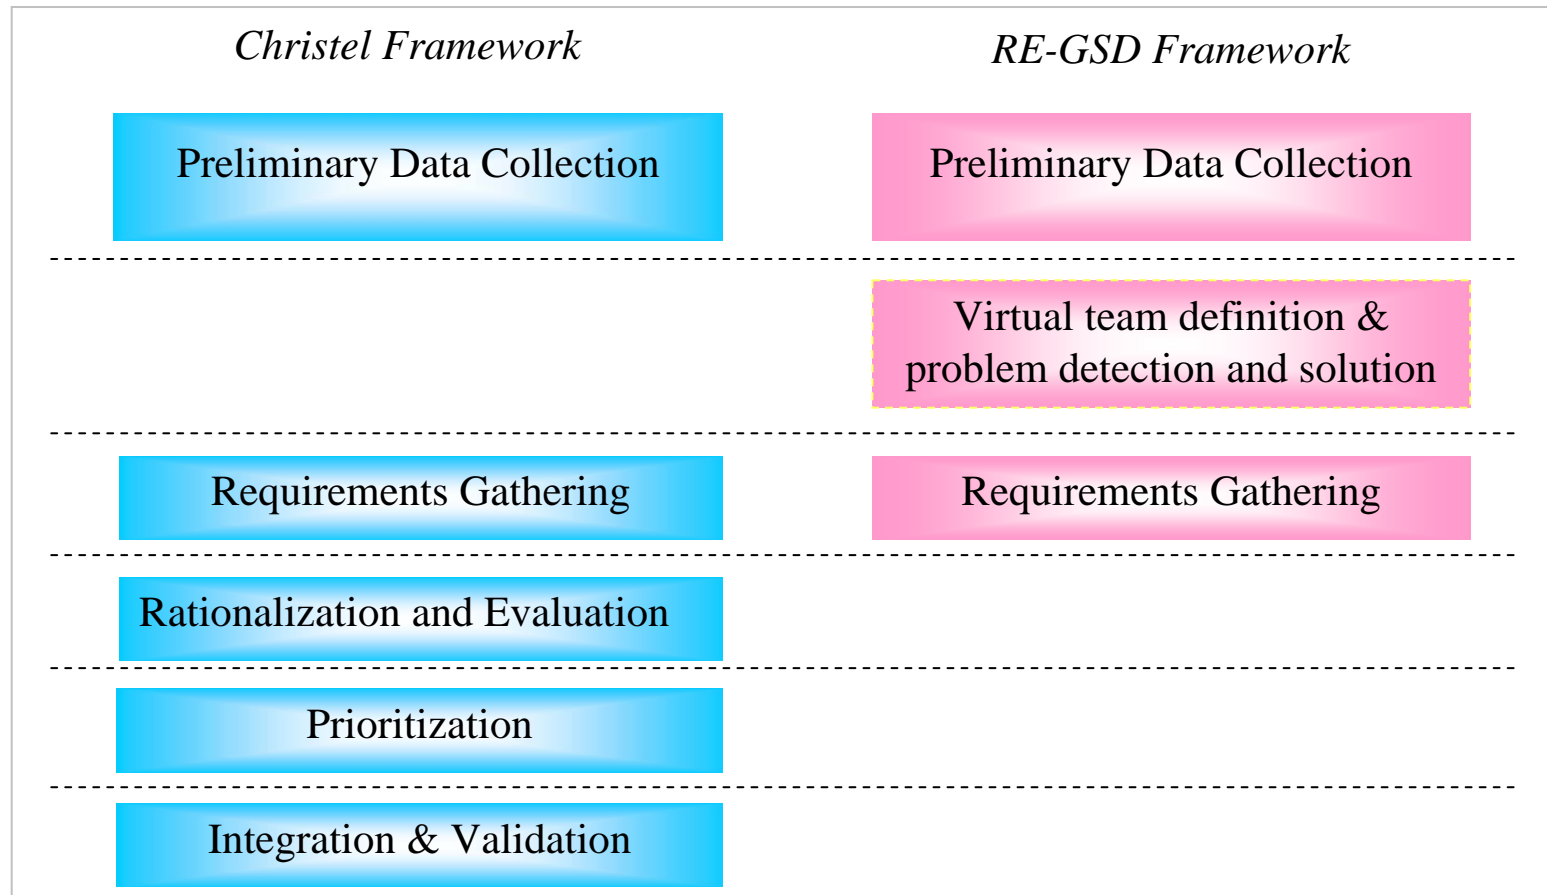 Christel Framework
RE-GSD Framework
Preliminary Data Collection
Preliminary Data Collection
Virtual team definition &
problem detection and solution
Requirements Gathering
Requirements Gathering
Rationalization and Evaluation
Prioritization
Integration & Validation